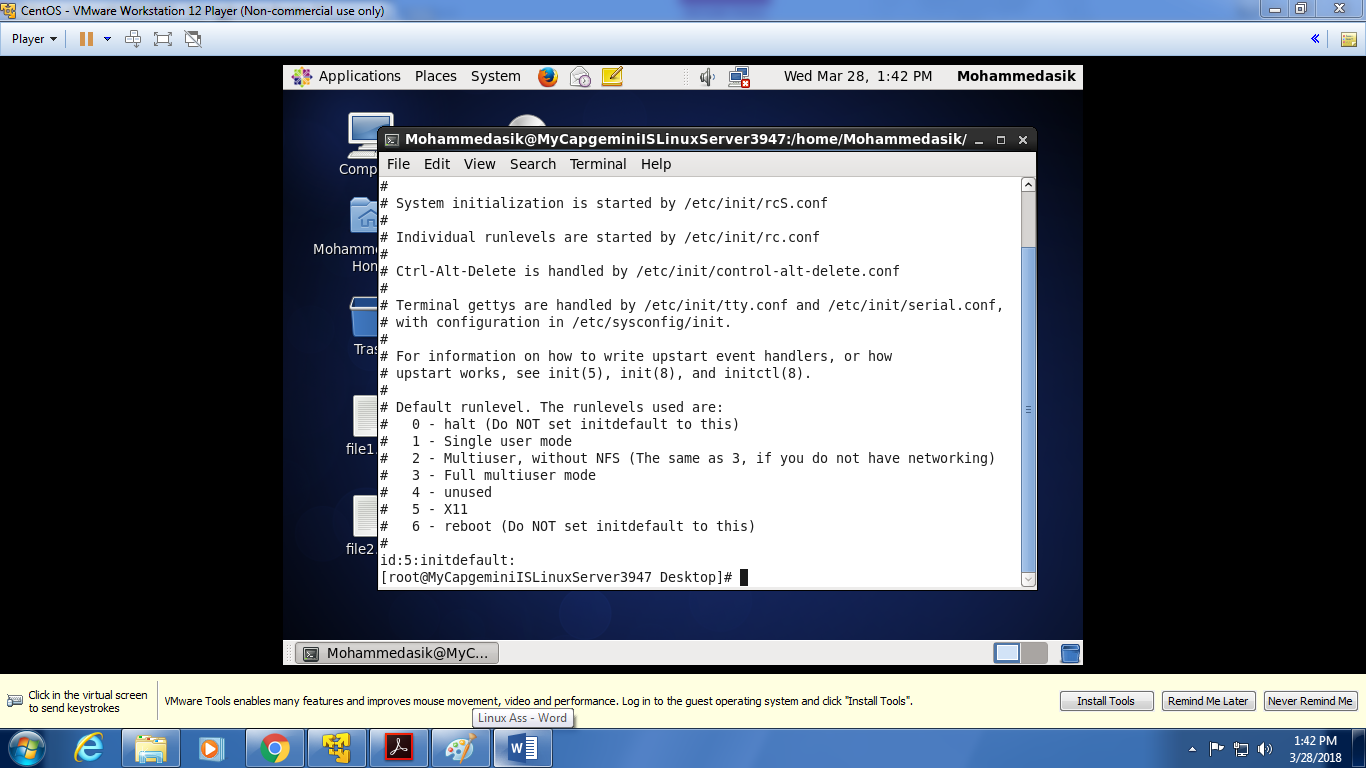 CentOS - VMware Workstation 12 Player (Non-commercial use only)
Player
Applications Places System Wed Mar 28, 1:42 PM Mohammedasik
Comp
Mohamme
Hom
Tras
file1.
file2.
Mohammedasik@MyCapgeminiISLinuxServer3947:/home/Mohammedasik/
File Edit View Search Terminal Help
#
# System initialization is started by /etc/init/rcS.conf
#
# Individual runlevels are started by /etc/init/rc.conf
#
# Ctrl-Alt-Delete is handled by /etc/init/control-alt-delete.conf
#
# Terminal gettys are handled by /etc/init/tty.conf and /etc/init/serial.conf,
# with configuration in /etc/sysconfig/init.
#
# For information on how to write upstart event handlers, or how
# upstart works, see init(5), init(8), and initctl(8).
#
# Default runlevel. The runlevels used are:
#   0 - halt (Do NOT set initdefault to this)
#   1 - Single user mode
#   2 - Multiuser, without NFS (The same as 3, if you do not have networking)
#   3 - Full multiuser mode
#   4 - unused
#   5 - X11
#   6 - reboot (Do NOT set initdefault to this)
#
id:5:initdefault:
[root@MyCapgeminiISLinuxServer3947 Desktop]#
Mohammedasik@MyC...
Click in the virtual screen
to send keystrokes
VMware Tools enables many features and improves mouse movement, video and performance. Log in to the guest operating system and click "Install Tools".
Install Tools Remind Me Later Never Remind Me
Linux Ass - Word
1:42 PM
3/28/2018